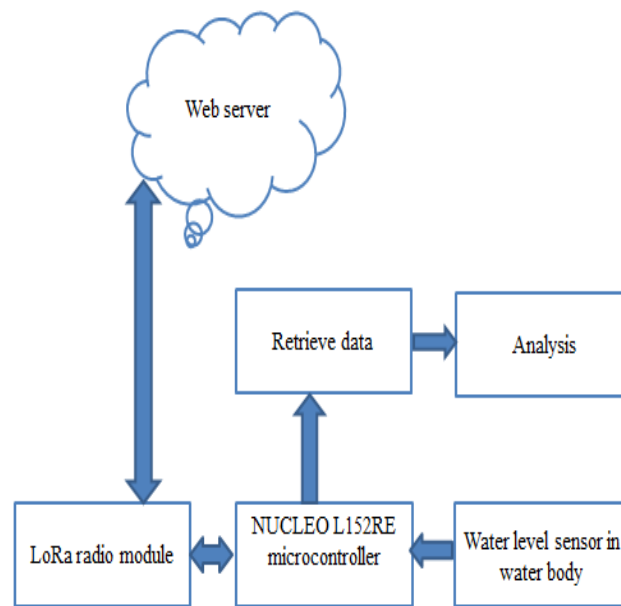 Web server
Retrieve data
Analysis
LoRa radio module
NUCLEO L152RE
microcontroller
Water level sensor in
water body